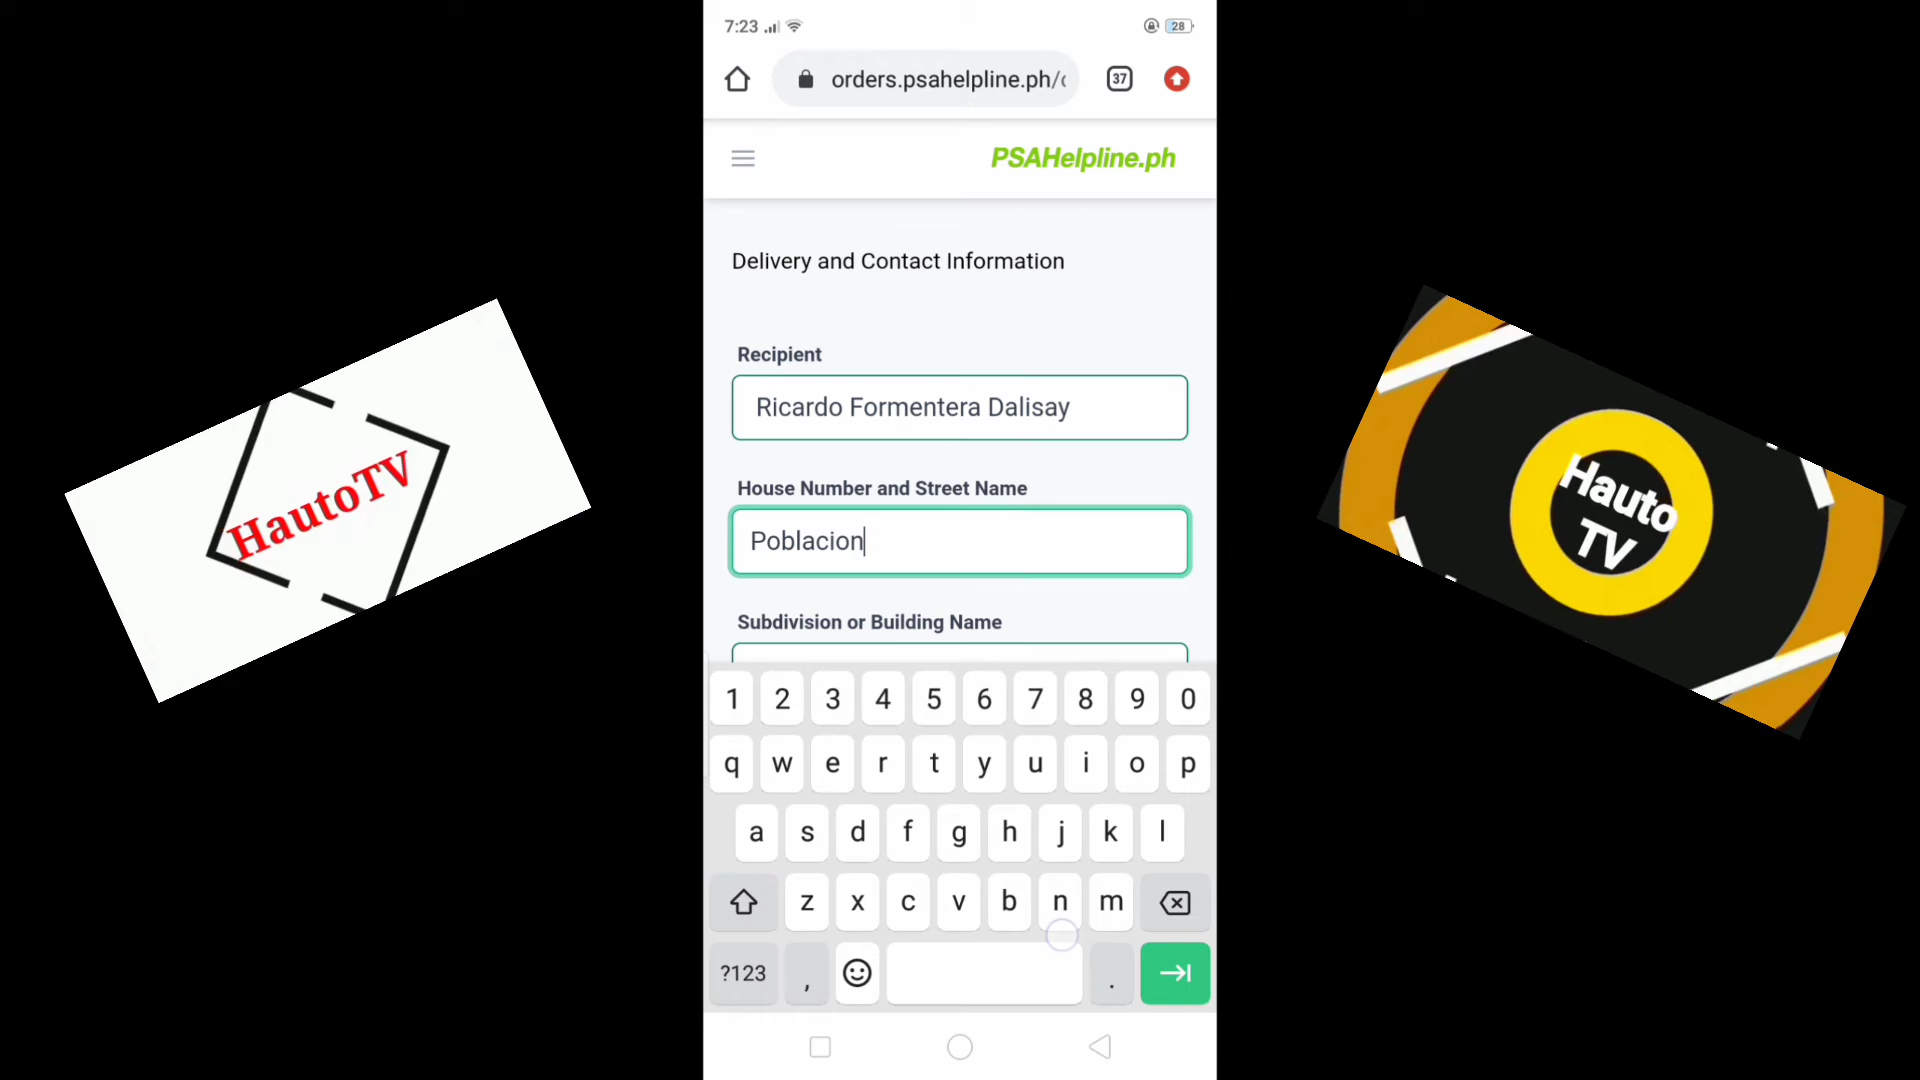 7:23
28
orders.psahelpline.ph/
37
PSAHelpline.ph
Delivery and Contact Information
Recipient
Ricardo Formentera Dalisay
House Number and Street Name
Poblacion
Subdivision or Building Name
1 2 3 4 5 6 7 8 9 0
q w e r t y u i o p
a s d f g h j k l
z x c v b n m
?123 , .
HautoTV
Hauto
TV